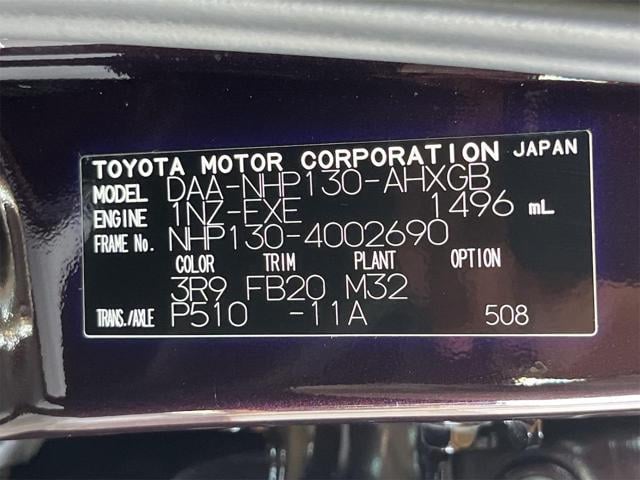 TOYOTA MOTOR CORPORATION JAPAN
MODEL DAA-NHP130-AHXGB
ENGINE 1NZ-EXE 1496 mL
FRAME No. NHP130-4002690
COLOR TRIM PLANT OPTION
3R9 FB20 M32
TRANS./AXLE P510 -11A 508